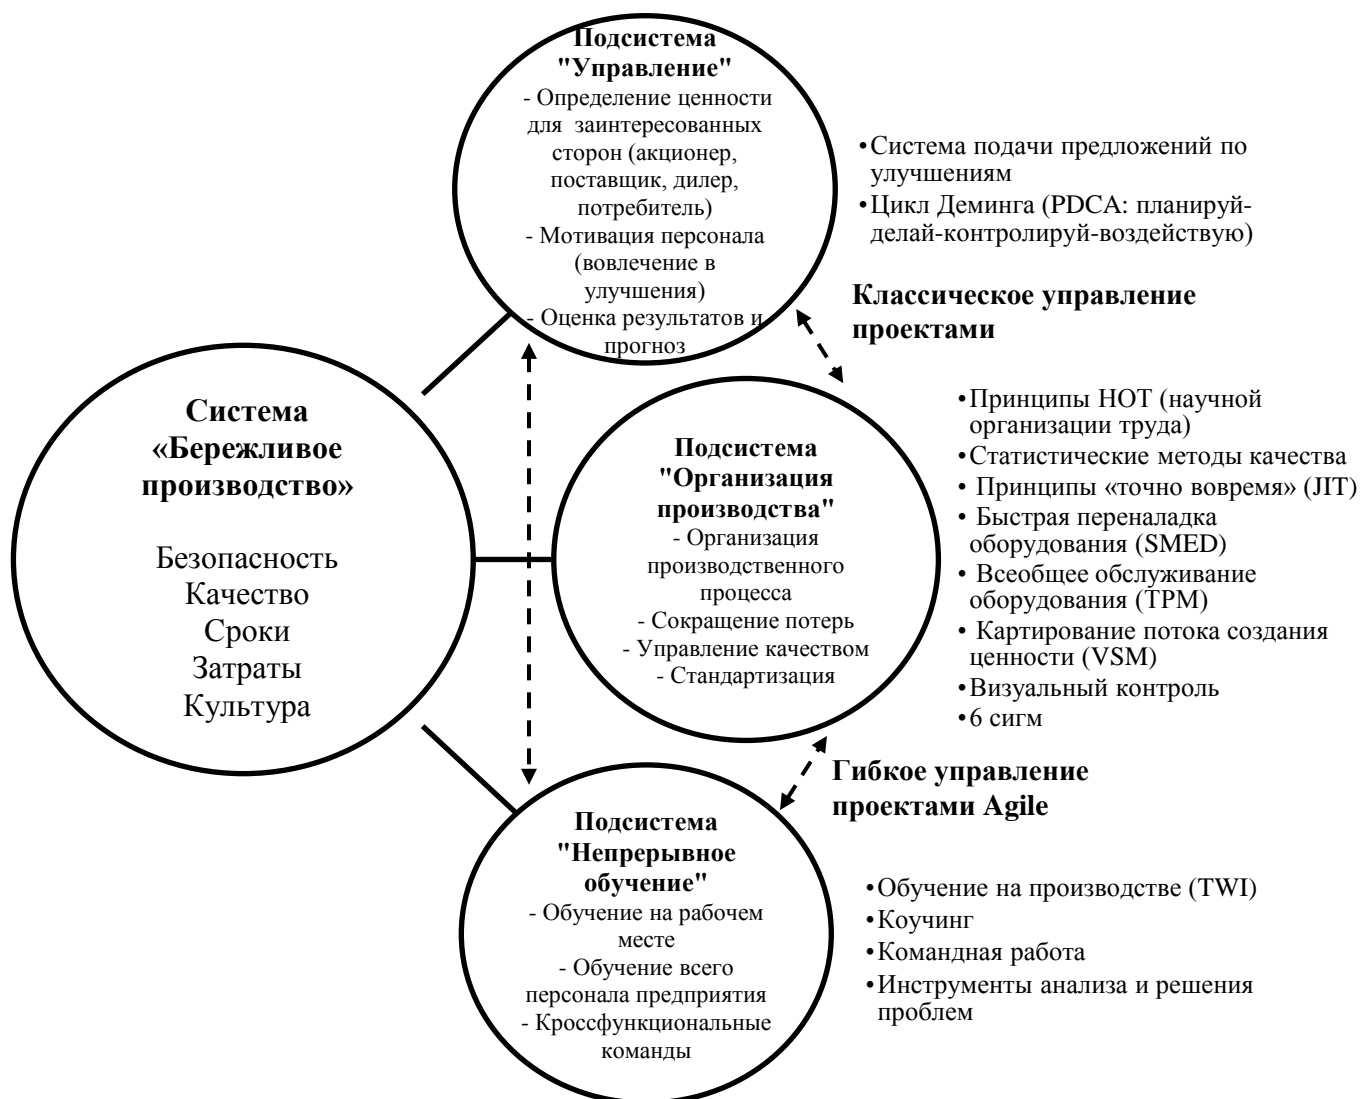 Подсистема
"Управление"
- Определение ценности
для заинтересованных
сторон (акционер,
поставщик, дилер,
потребитель)
- Мотивация персонала
(вовлечение в
улучшения)
- Оценка результатов и
прогноз
•Система подачи предложений по
улучшениям
•Цикл Деминга (PDCA: планируй-
делай-контролируй-воздействую)
Классическое управление
проектами
Система
«Бережливое
производство»
Безопасность
Качество
Сроки
Затраты
Культура
Подсистема
"Организация
производства"
- Организация
производственного
процесса
- Сокращение потерь
- Управление качеством
- Стандартизация
•Принципы НОТ (научной
организации труда)
•Статистические методы качества
• Принципы «точно вовремя» (JIT)
• Быстрая переналадка
оборудования (SMED)
• Всеобщее обслуживание
оборудования (TPM)
• Картирование потока создания
ценности (VSM)
•Визуальный контроль
•6 сигм
Гибкое управление
проектами Agile
Подсистема
"Непрерывное
обучение"
- Обучение на рабочем
месте
- Обучение всего
персонала предприятия
- Кроссфункциональные
команды
•Обучение на производстве (TWI)
•Коучинг
•Командная работа
•Инструменты анализа и решения
проблем